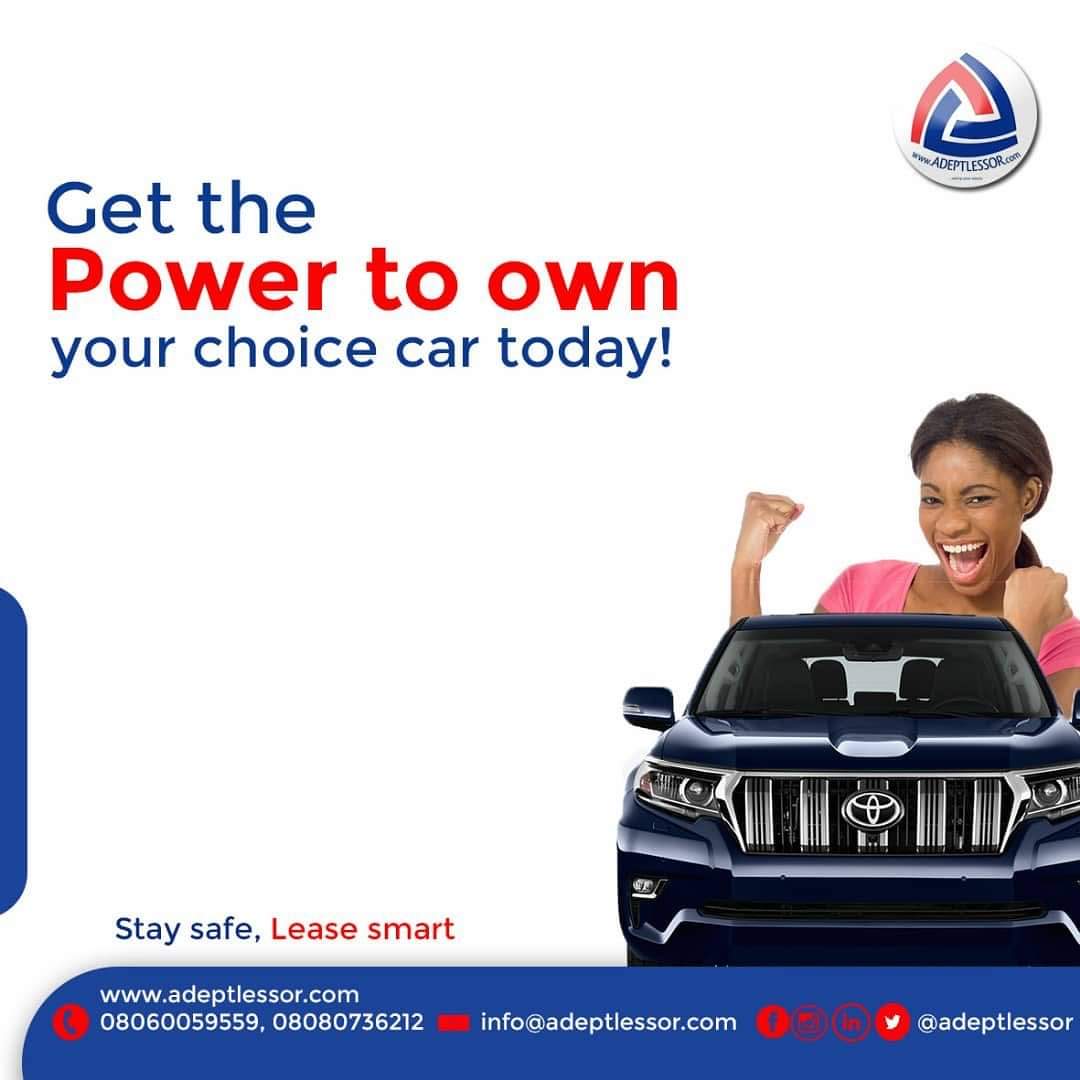 www.ADEPTLESSOR.com
Get the
Power to own
your choice car today!
Stay safe, Lease smart
www.adeptlessor.com
08060059559, 08080736212 info@adeptlessor.com @adeptlessor